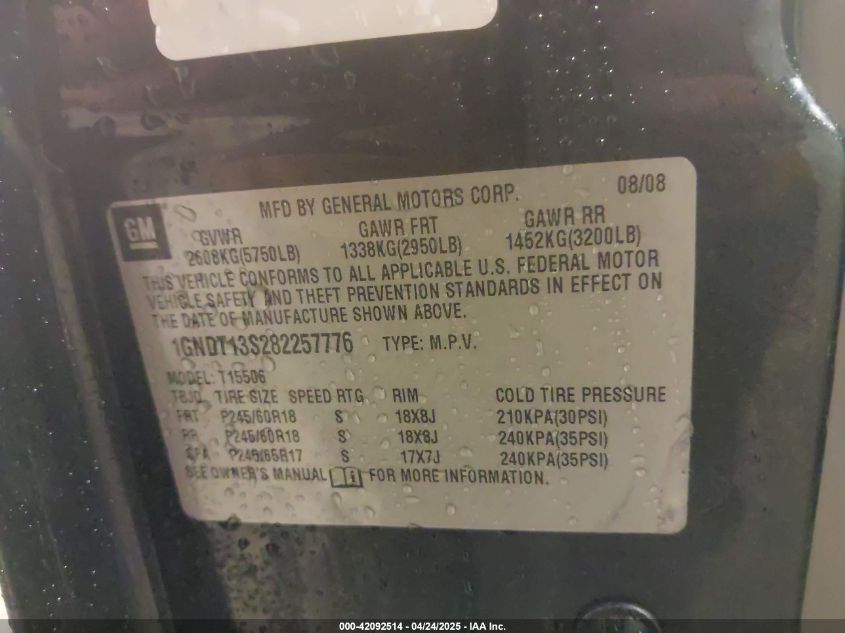 GM
MFD BY GENERAL MOTORS CORP. 08/08
GVWR GAWR FRT GAWR RR
2608KG(5750LB) 1338KG(2950LB) 1452KG(3200LB)
THIS VEHICLE CONFORMS TO ALL APPLICABLE U.S. FEDERAL MOTOR
VEHICLE SAFETY AND THEFT PREVENTION STANDARDS IN EFFECT ON
THE DATE OF MANUFACTURE SHOWN ABOVE.
1GNDT13S282257776 TYPE: M.P.V.
MODEL: T15506
TBJD TIRE SIZE SPEED RTG RIM COLD TIRE PRESSURE
FRT P245/60R18 S 18X8J 210KPA(30PSI)
RR P245/60R18 S 18X8J 240KPA(35PSI)
SPA P245/65R17 S 17X7J 240KPA(35PSI)
SEE OWNER'S MANUAL FOR MORE INFORMATION.
000-42092514 - 04/24/2025 - IAA Inc.